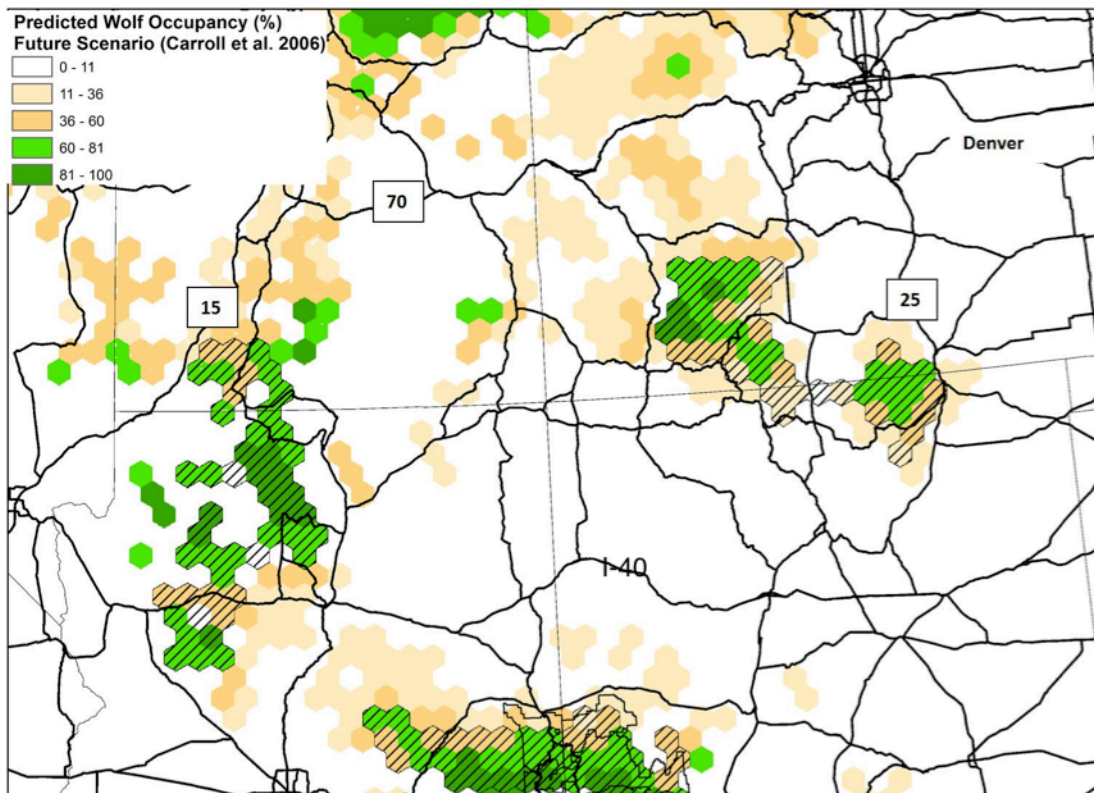 Predicted Wolf Occupancy (%)
Future Scenario (Carroll et al. 2006)
0 - 11
11 - 36
36 - 60
60 - 81
81 - 100
Denver
70
15
25
I-40